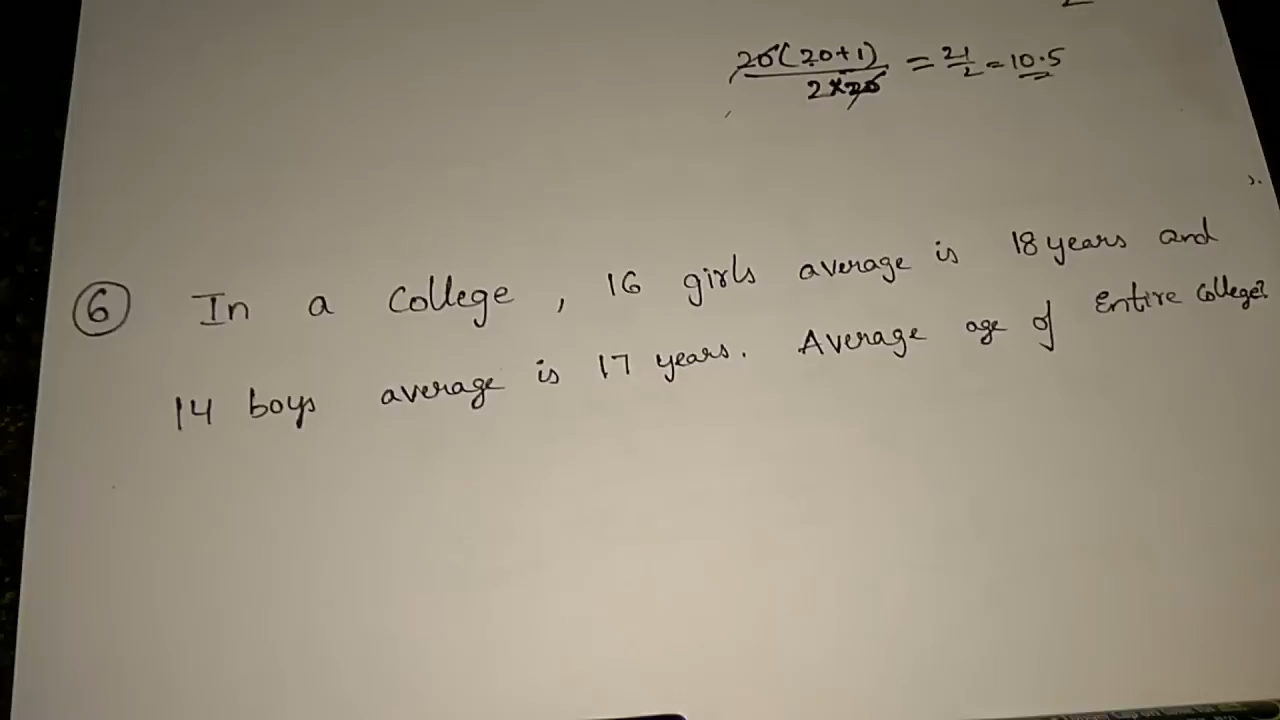 20(20+1) / 2×20 = 21/2 = 10.5
6 In a college, 16 girls average is 18 years and
14 boys average is 17 years. Average age of Entire college?